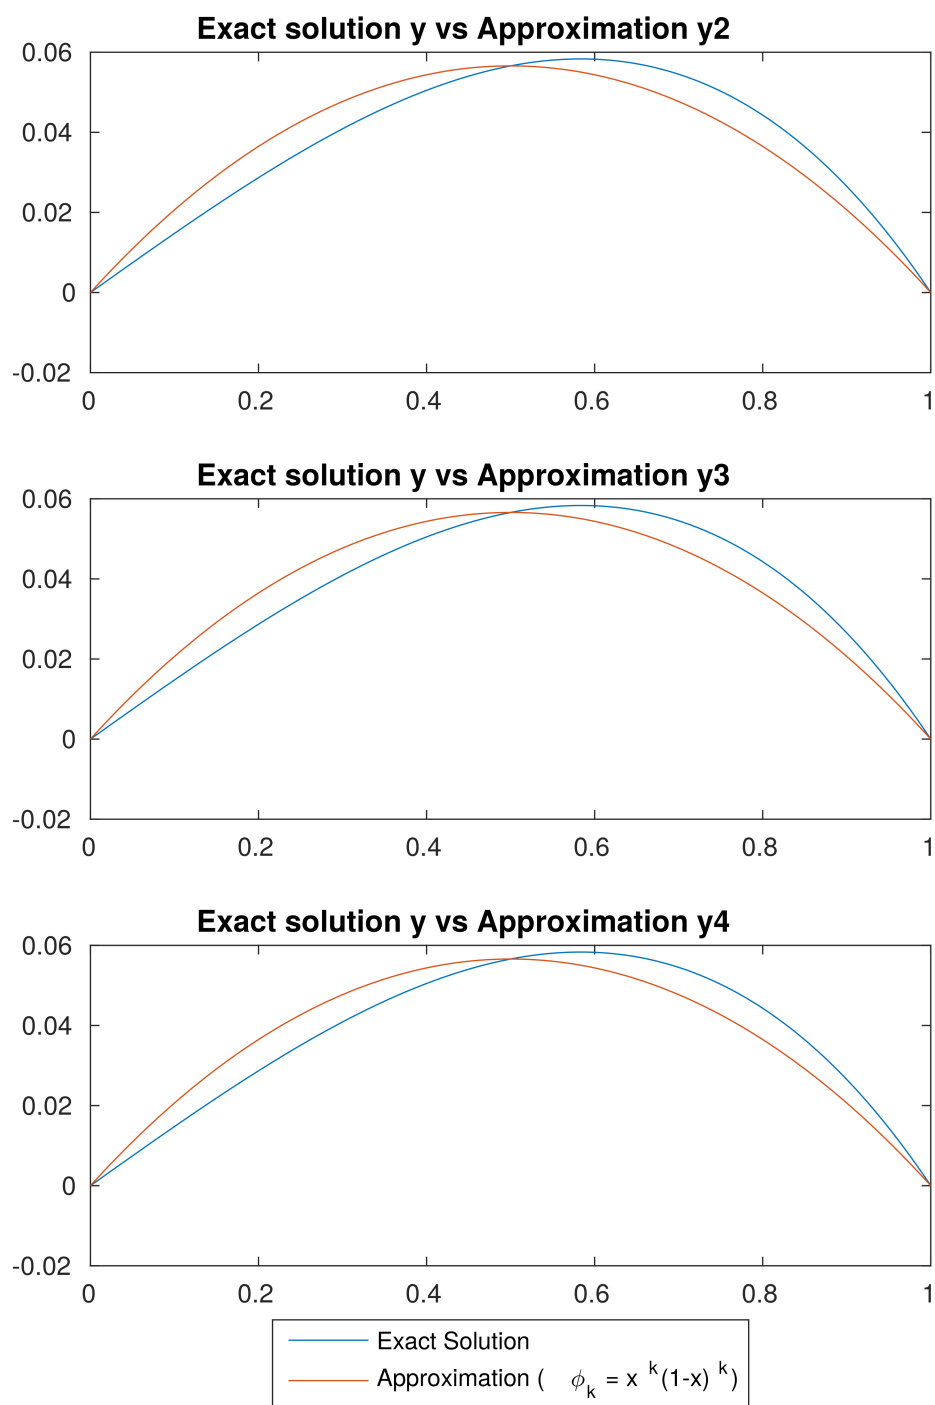 Exact solution y vs Approximation y2
0.06
0.04
0.02
0
-0.02
0 0.2 0.4 0.6 0.8 1
Exact solution y vs Approximation y3
0.06
0.04
0.02
0
-0.02
0 0.2 0.4 0.6 0.8 1
Exact solution y vs Approximation y4
0.06
0.04
0.02
0
-0.02
0 0.2 0.4 0.6 0.8 1
Exact Solution
Approximation ( ϕ_k = x^k(1-x)^k)